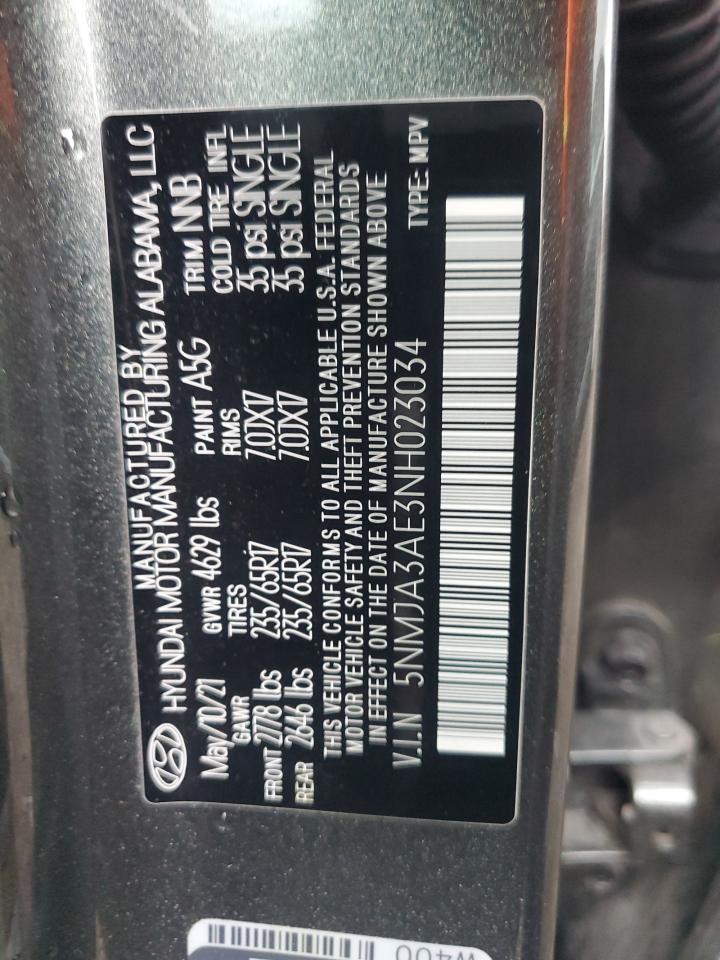 MANUFACTURED BY
HYUNDAI MOTOR MANUFACTURING ALABAMA, LLC
May/10/21 GVWR 4629 lbs PAINT A5G TRIM NNB
GAWR TIRES RIMS COLD TIRE INFL
FRONT 2778 lbs 235/65R17 7.0JX17 35 psi SINGLE
REAR 2646 lbs 235/65R17 7.0JX17 35 psi SINGLE
THIS VEHICLE CONFORMS TO ALL APPLICABLE U.S.A. FEDERAL
MOTOR VEHICLE SAFETY AND THEFT PREVENTION STANDARDS
IN EFFECT ON THE DATE OF MANUFACTURE SHOWN ABOVE
V.I.N 5NMJA3AE3NH023034 TYPE: MPV
W400